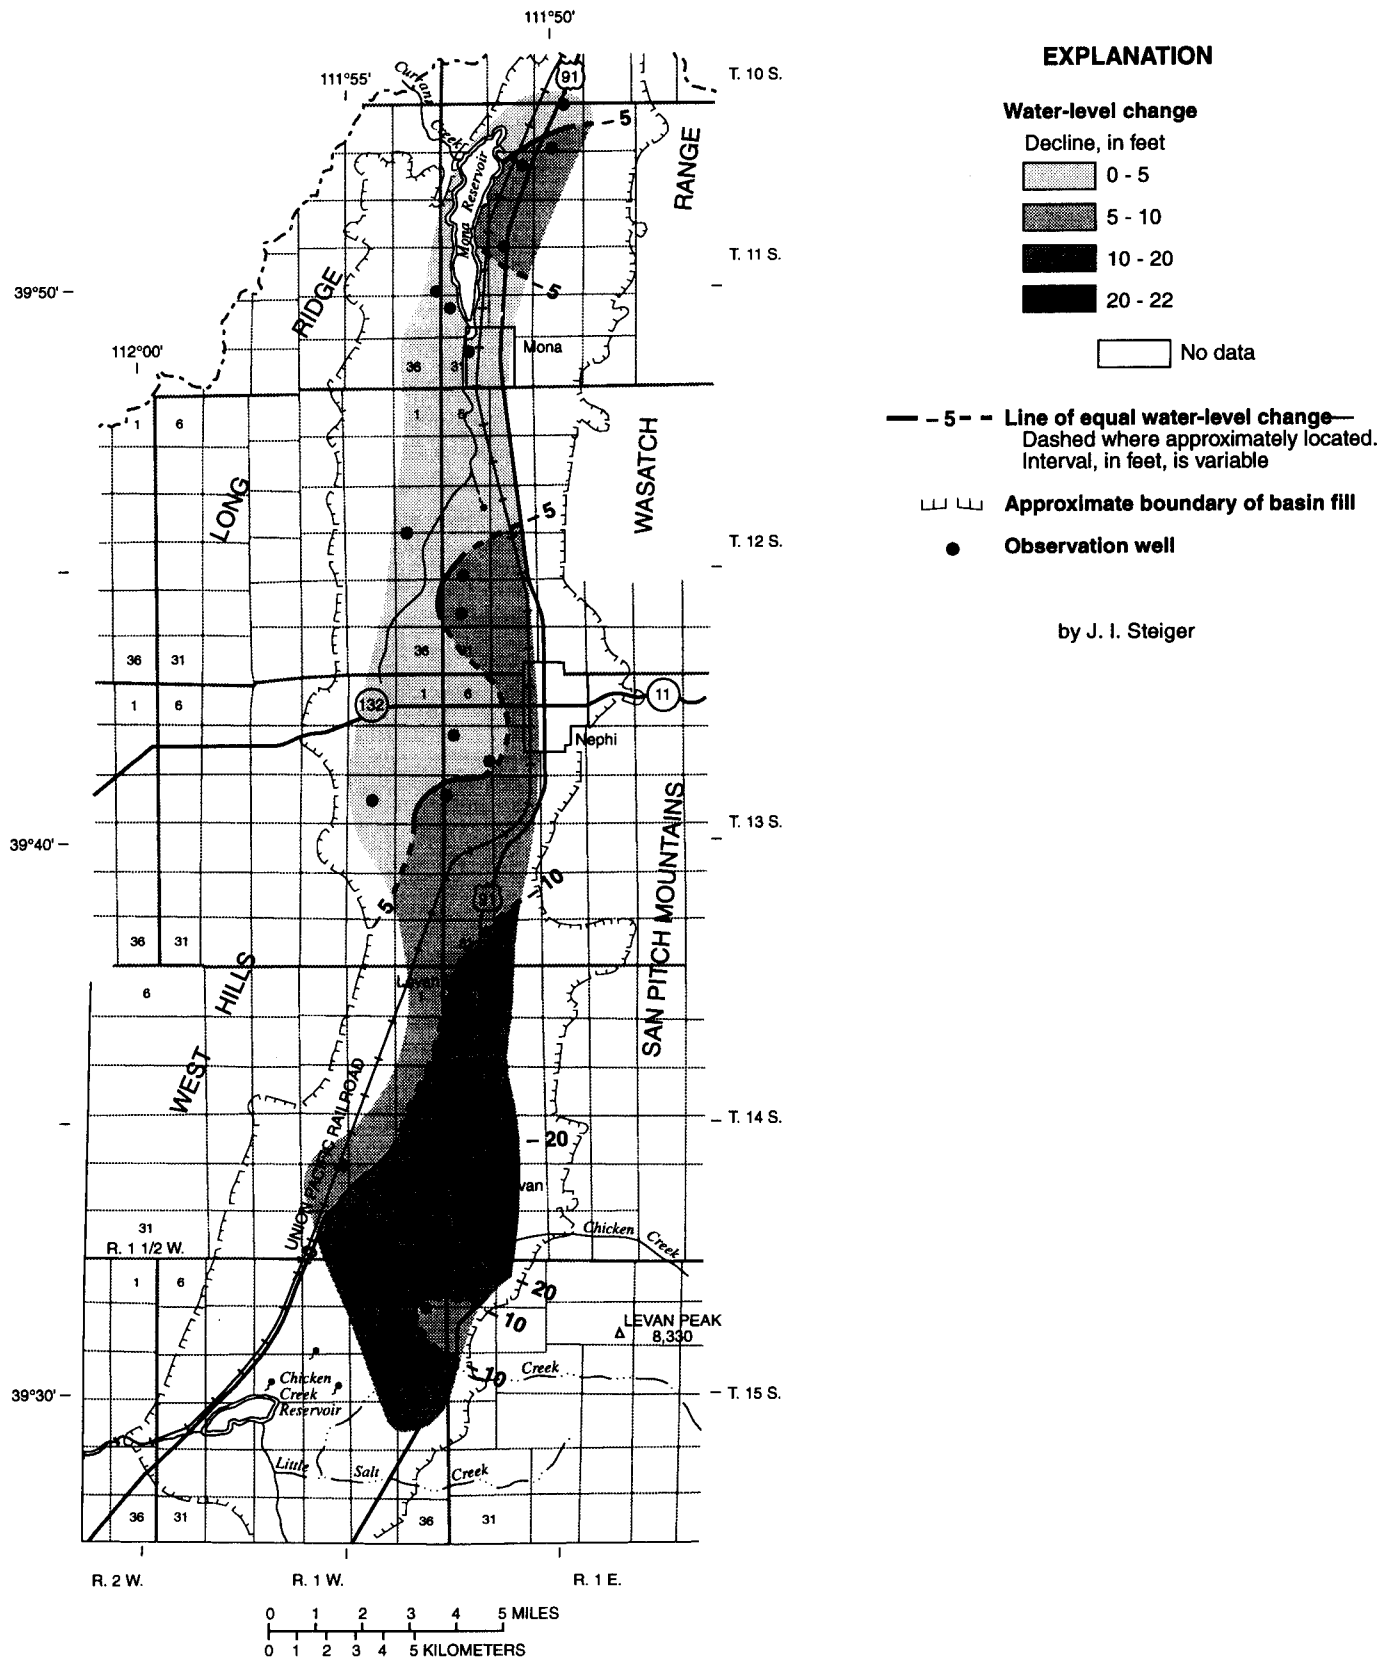 111°50'
111°55'
Currant
Creek
91
T. 10 S.
5
RANGE
Mona Reservoir
T. 11 S.
39°50'
5
RIDGE
112°00'
Mona
36
31
1
6
1
6
LONG
WASATCH
5
T. 12 S.
36
31
36
1
6
132
1
6
11
Nephi
T. 13 S.
39°40'
10
5
91
36
31
SAN PITCH MOUNTAINS
6
HILLS
Levan
WEST
UNION PACIFIC RAILROAD
T. 14 S.
20
van
31
R. 1 1/2 W.
Chicken
Creek
1
6
20
10
LEVAN PEAK
8,330
10
Creek
39°30'
Chicken
Creek
Reservoir
T. 15 S.
Little
Salt
Creek
36
31
36
31
R. 2 W.
R. 1 W.
R. 1 E.
0 1 2 3 4 5 MILES
0 1 2 3 4 5 KILOMETERS
EXPLANATION
Water-level change
Decline, in feet
0 - 5
5 - 10
10 - 20
20 - 22
No data
– 5 – – Line of equal water-level change—
Dashed where approximately located.
Interval, in feet, is variable
Approximate boundary of basin fill
Observation well
by J. I. Steiger